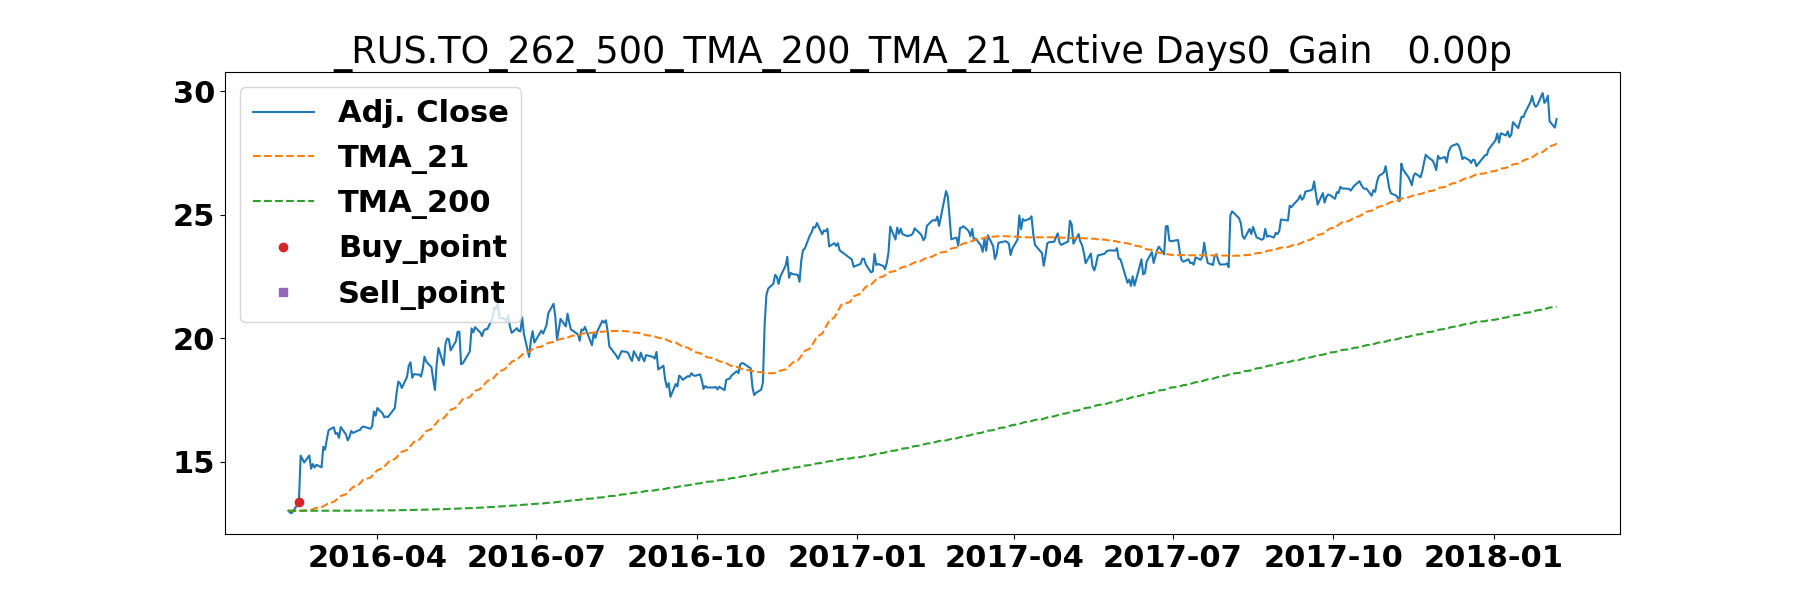 _RUS.TO_262_500_TMA_200_TMA_21_Active Days0_Gain   0.00p
30
25
20
15
Adj. Close
TMA_21
TMA_200
Buy_point
Sell_point
2016-04 2016-07 2016-10 2017-01 2017-04 2017-07 2017-10 2018-01